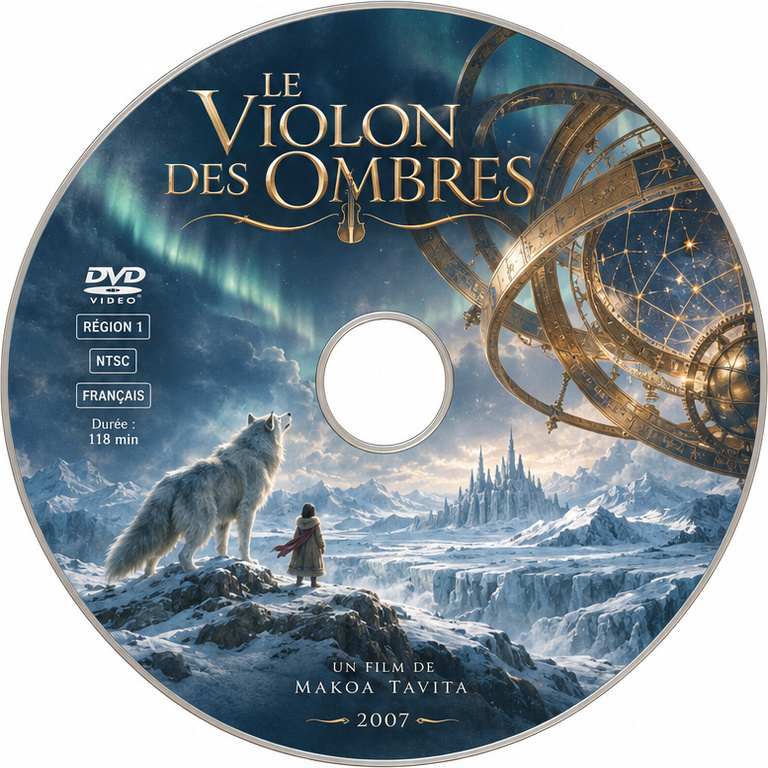 LE
VIOLON
DES OMBRES
DVD
VIDEO
RÉGION 1
NTSC
FRANÇAIS
Durée :
118 min
UN FILM DE
MAKOA TAVITA
2007